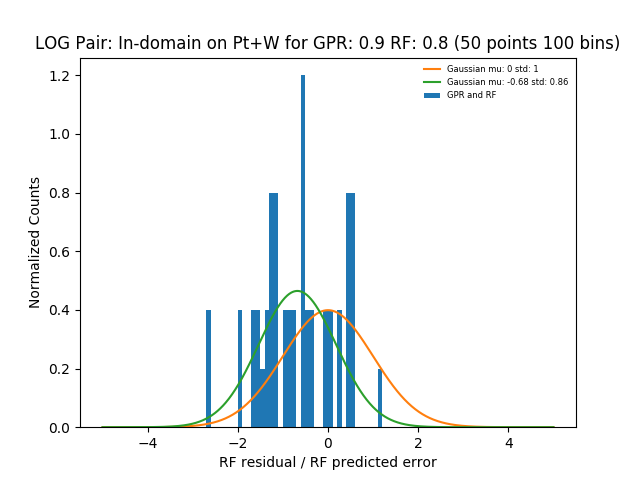 LOG Pair: In-domain on Pt+W for GPR: 0.9 RF: 0.8 (50 points 100 bins)
Gaussian mu: 0 std: 1
Gaussian mu: -0.68 std: 0.86
GPR and RF
Normalized Counts
1.2
1.0
0.8
0.6
0.4
0.2
0.0
−4 −2 0 2 4
RF residual / RF predicted error